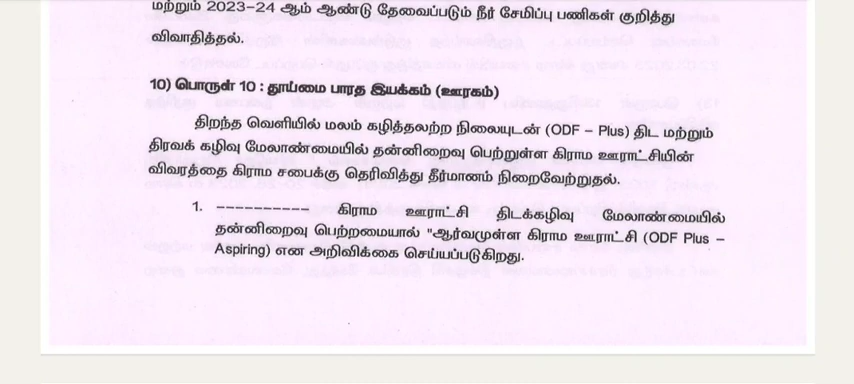 மற்றும் 2023-24 ஆம் ஆண்டு தேவைப்படும் நீர் சேமிப்பு பணிகள் குறித்து
விவாதித்தல்.
10) பொருள் 10 : தூய்மை பாரத இயக்கம் (ஊரகம்)
திறந்த வெளியில் மலம் கழித்தலற்ற நிலையுடன் (ODF – Plus) திட மற்றும்
திரவக் கழிவு மேலாண்மையில் தன்னிறைவு பெற்றுள்ள கிராம ஊராட்சியின்
விவரத்தை கிராம சபைக்கு தெரிவித்து தீர்மானம் நிறைவேற்றுதல்.
1. ---------- கிராம ஊராட்சி திடக்கழிவு மேலாண்மையில்
தன்னிறைவு பெற்றமையால் "ஆர்வமுள்ள கிராம ஊராட்சி (ODF Plus –
Aspiring) என அறிவிக்கை செய்யப்படுகிறது.